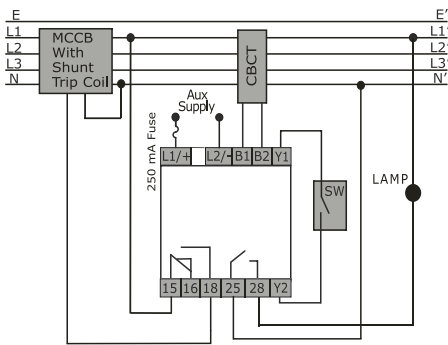 E
E'
L1
L1'
L2
L2'
L3
L3'
N
N'
MCCB
With
Shunt
Trip Coil
CBCT
Aux
Supply
250 mA Fuse
L1/+
L2/-
B1
B2
Y1
SW
LAMP
15
16
18
25
28
Y2